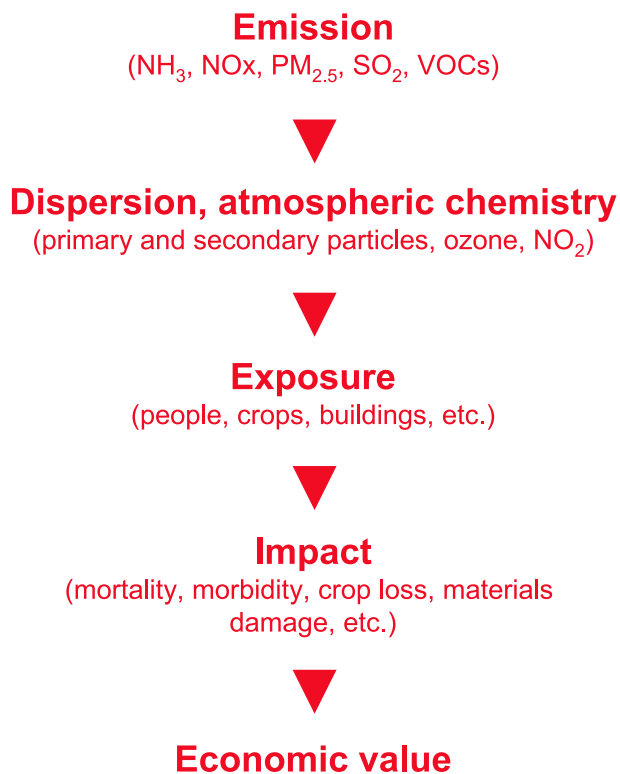 Emission
(NH₃, NOx, PM₂.₅, SO₂, VOCs)
Dispersion, atmospheric chemistry
(primary and secondary particles, ozone, NO₂)
Exposure
(people, crops, buildings, etc.)
Impact
(mortality, morbidity, crop loss, materials
damage, etc.)
Economic value